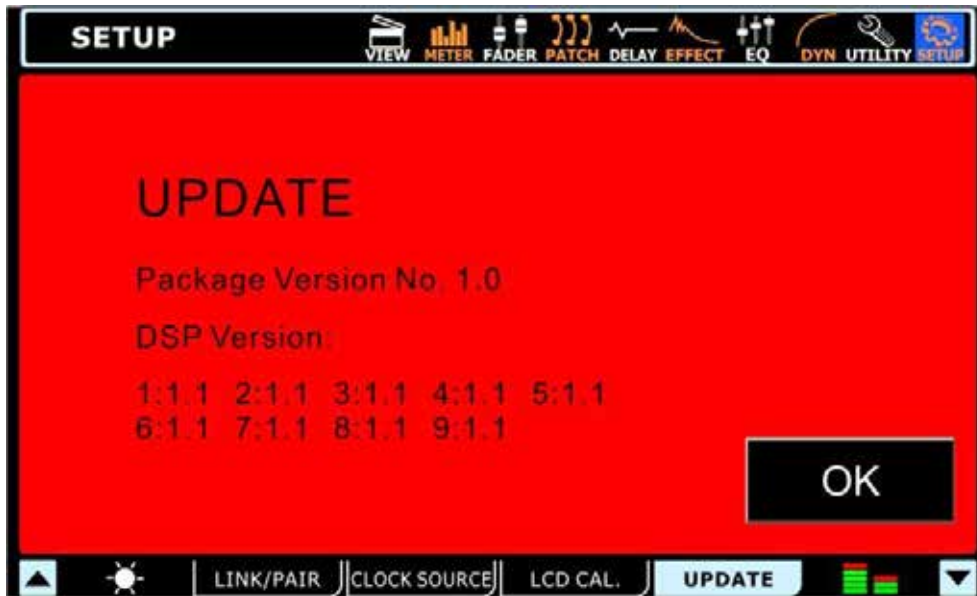 SETUP
VIEW METER FADER PATCH DELAY EFFECT EQ DYN UTILITY SETUP
UPDATE
Package Version No. 1.0
DSP Version:
1:1.1 2:1.1 3:1.1 4:1.1 5:1.1
6:1.1 7:1.1 8:1.1 9:1.1
OK
LINK/PAIR CLOCK SOURCE LCD CAL. UPDATE